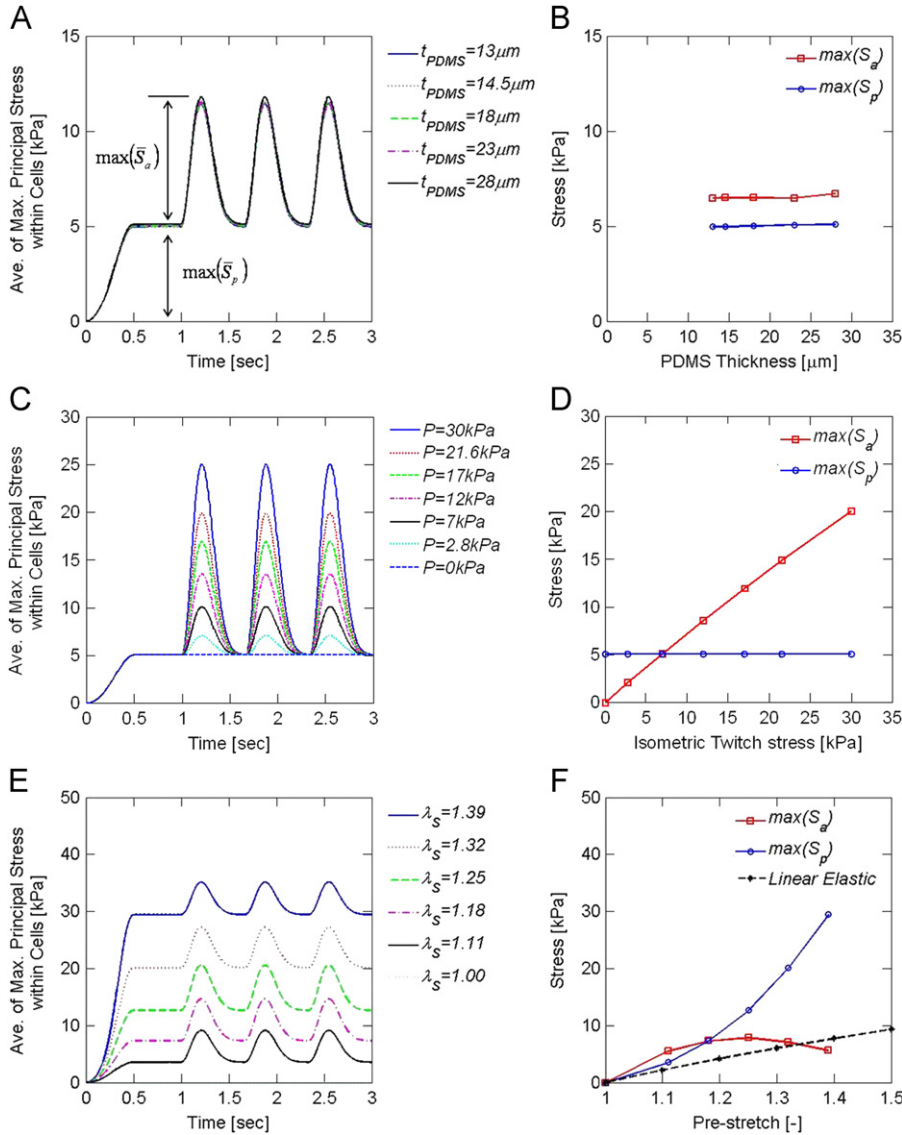 A
15
10
5
0
0 0.5 1 1.5 2 2.5 3
Time [sec]
Ave. of Max. Principal Stress
within Cells [kPa]
max(S̄a)
max(S̄p)
tPDMS=13μm
tPDMS=14.5μm
tPDMS=18μm
tPDMS=23μm
tPDMS=28μm
B
15
10
5
0
0 5 10 15 20 25 30 35
PDMS Thickness [μm]
Stress [kPa]
max(Sa)
max(Sp)
C
30
25
20
15
10
5
0
0 0.5 1 1.5 2 2.5 3
Time [sec]
Ave. of Max. Principal Stress
within Cells [kPa]
P=30kPa
P=21.6kPa
P=17kPa
P=12kPa
P=7kPa
P=2.8kPa
P=0kPa
D
30
25
20
15
10
5
0
0 5 10 15 20 25 30 35
Isometric Twitch stress [kPa]
Stress [kPa]
max(Sa)
max(Sp)
E
50
40
30
20
10
0
0 0.5 1 1.5 2 2.5 3
Time [sec]
Ave. of Max. Principal Stress
within Cells [kPa]
λS=1.39
λS=1.32
λS=1.25
λS=1.18
λS=1.11
λS=1.00
F
50
40
30
20
10
0
1 1.1 1.2 1.3 1.4 1.5
Pre-stretch [-]
Stress [kPa]
max(Sa)
max(Sp)
Linear Elastic